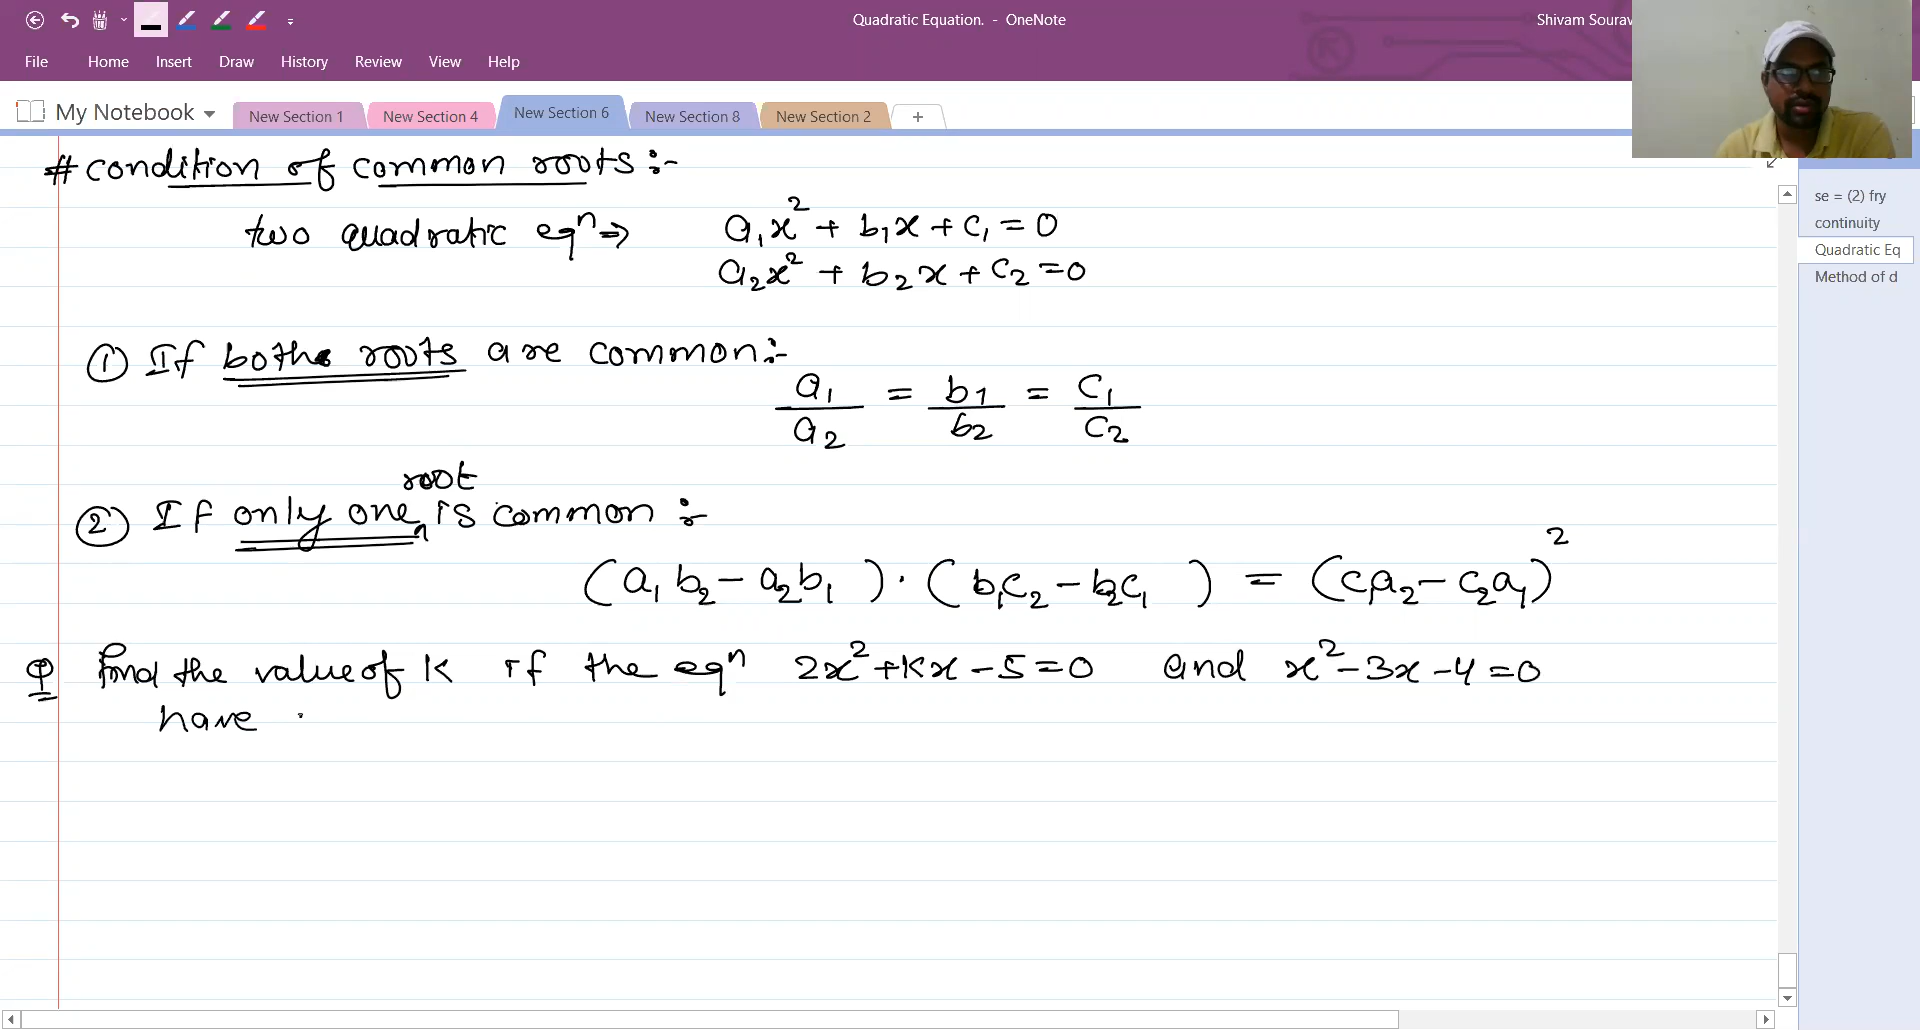 Quadratic Equation. - OneNote
Shivam Sourav
File Home Insert Draw History Review View Help
My Notebook New Section 1 New Section 4 New Section 6 New Section 8 New Section 2 +
se = (2) fry
continuity
Quadratic Eq
Method of d
# condition of common roots :-
two quadratic eqⁿ ⇒ a₁x² + b₁x + c₁ = 0
a₂x² + b₂x + c₂ = 0
① If both roots are common :-
a₁/a₂ = b₁/b₂ = c₁/c₂
② If only one root is common :-
(a₁b₂ - a₂b₁) · (b₁c₂ - b₂c₁) = (c₁a₂ - c₂a₁)²
Q Find the value of K if the eqⁿ 2x² + Kx - 5 = 0 and x² - 3x - 4 = 0
have